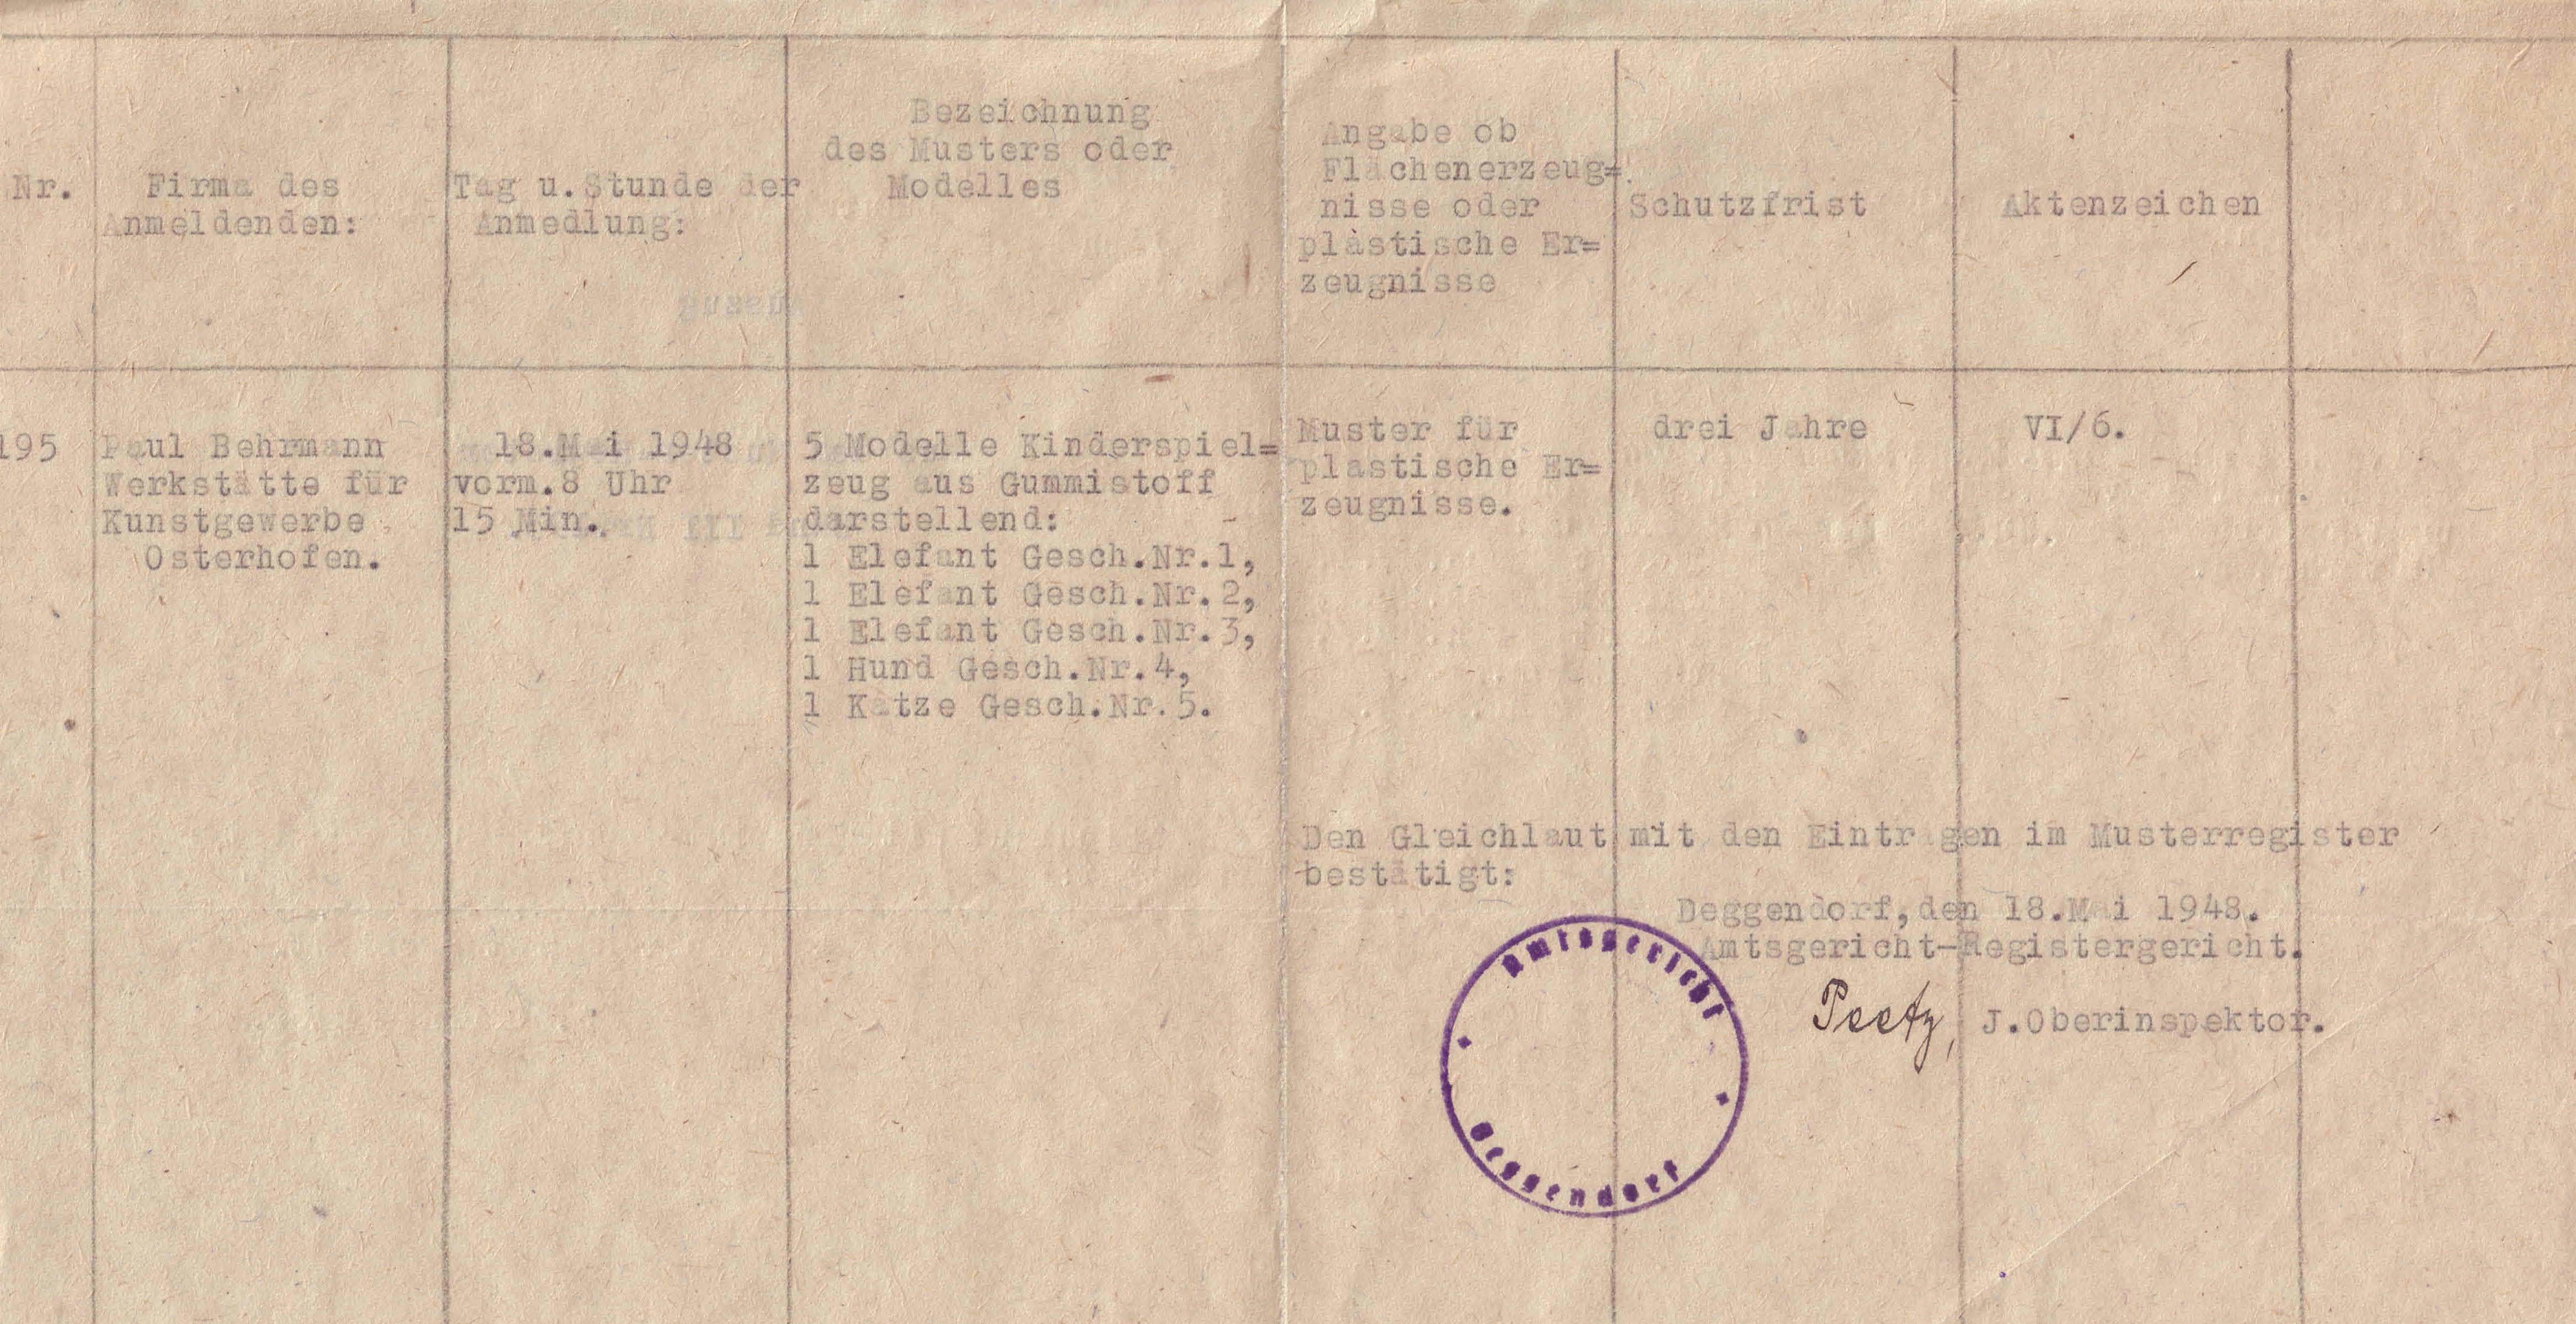 Nr.
Firma des
Anmeldenden:
Tag u.Stunde der
Anmedlung:
Bezeichnung
des Musters oder
Modelles
Angabe ob
Flächenerzeug=
nisse oder
plastische Er=
zeugnisse
Schutzfrist
Aktenzeichen
195
Paul Behrmann
Werkstätte für
Kunstgewerbe
Osterhofen.
18.Mai 1948
vorm.8 Uhr
15 Min.
5 Modelle Kinderspiel=
zeug aus Gummistoff
darstellend:
1 Elefant Gesch.Nr.1,
1 Elefant Gesch.Nr.2,
1 Elefant Gesch.Nr.3,
1 Hund Gesch.Nr.4,
1 Katze Gesch.Nr.5.
Muster für
plastische Er=
zeugnisse.
drei Jahre
VI/6.
Den Gleichlaut mit den Einträgen im Musterregister
bestätigt:
Deggendorf,den 18.Mai 1948.
Amtsgericht-Registergericht.
Peetz, J.Oberinspektor.
Amtsgericht
Deggendorf